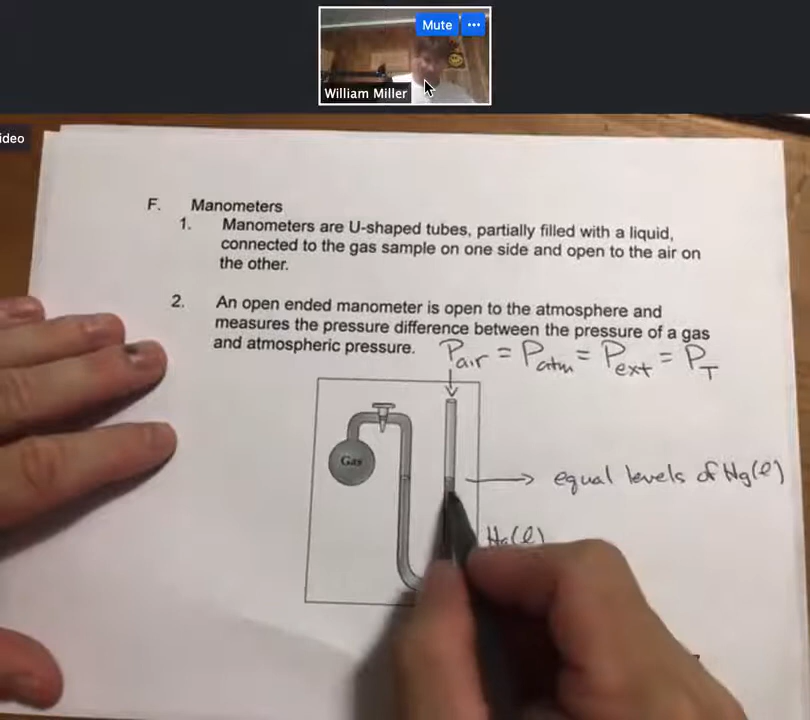 Mute ...
William Miller
ideo
F. Manometers
1. Manometers are U-shaped tubes, partially filled with a liquid,
connected to the gas sample on one side and open to the air on
the other.
2. An open ended manometer is open to the atmosphere and
measures the pressure difference between the pressure of a gas
and atmospheric pressure.
Pair = Patm = Pext = PT
Gas
equal levels of Hg(l)
Hg(l)